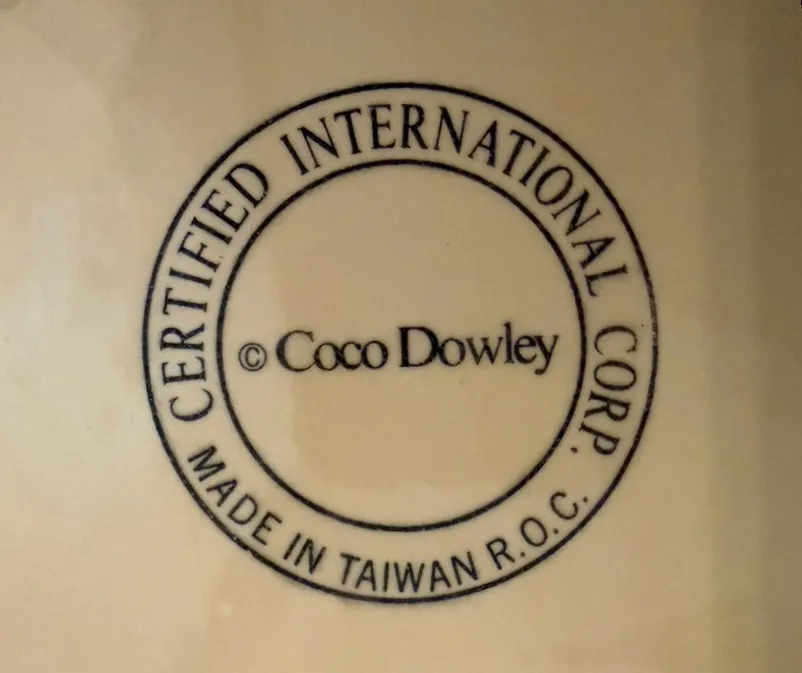 CERTIFIED INTERNATIONAL CORP.
© Coco Dowley
MADE IN TAIWAN R.O.C.